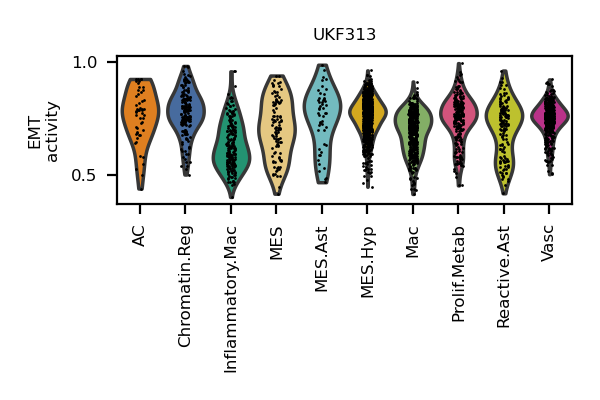 UKF313
EMT
activity
1.0
0.5
AC
Chromatin.Reg
Inflammatory.Mac
MES
MES.Ast
MES.Hyp
Mac
Prolif.Metab
Reactive.Ast
Vasc